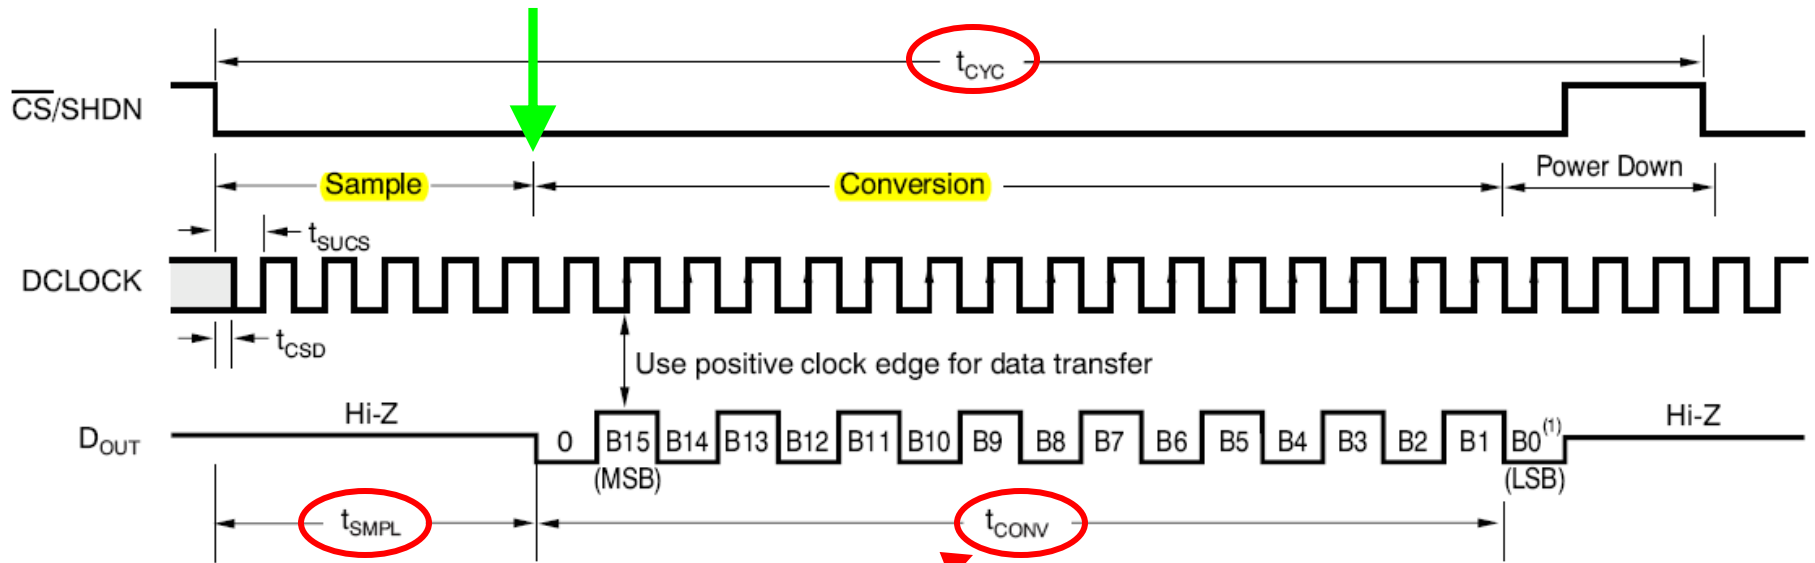 tCYC
CS/SHDN
Sample
Conversion
Power Down
tSUCS
DCLOCK
tCSD
Use positive clock edge for data transfer
Hi-Z
Hi-Z
DOUT
0 B15 B14 B13 B12 B11 B10 B9 B8 B7 B6 B5 B4 B3 B2 B1 B0(1)
(MSB)
(LSB)
tSMPL
tCONV